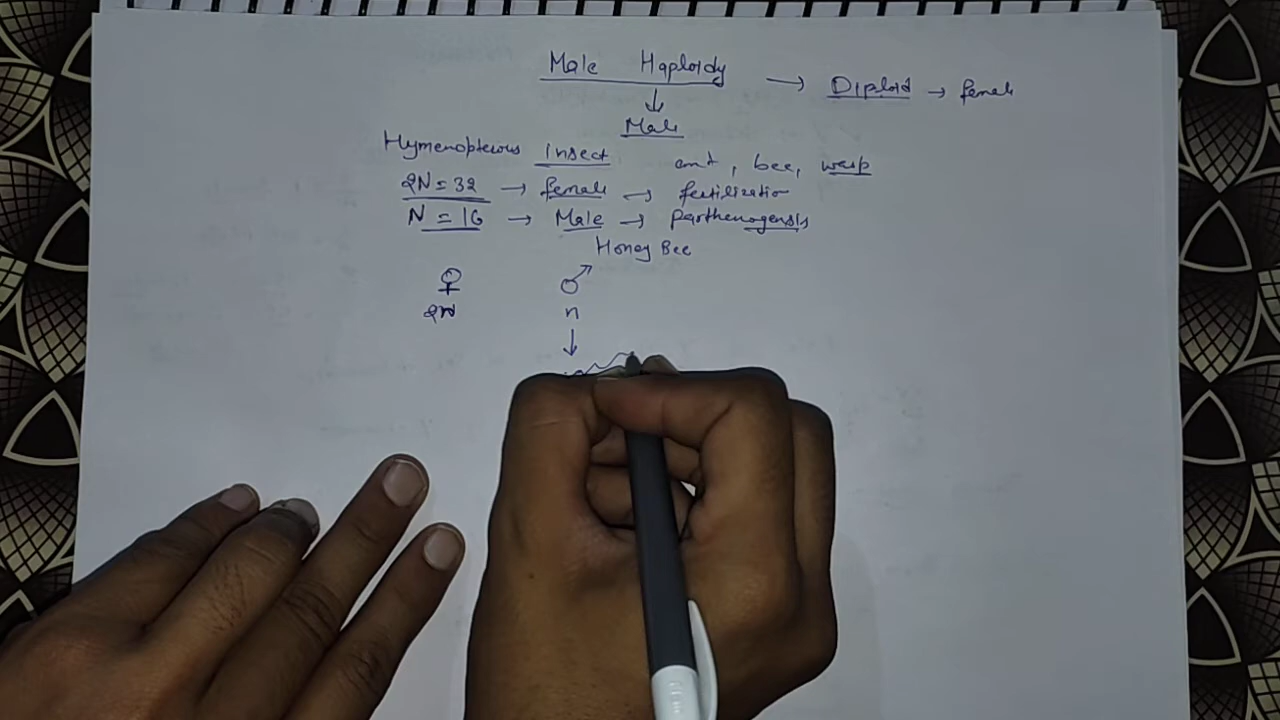 Male Haploidy → Diploid → female
↓
Male
Hymenopterous insect ant, bee, wasp
2N = 32 → female → fertilization
N = 16 → Male → parthenogensis
Honey Bee
♀ ♂
2N n
↓